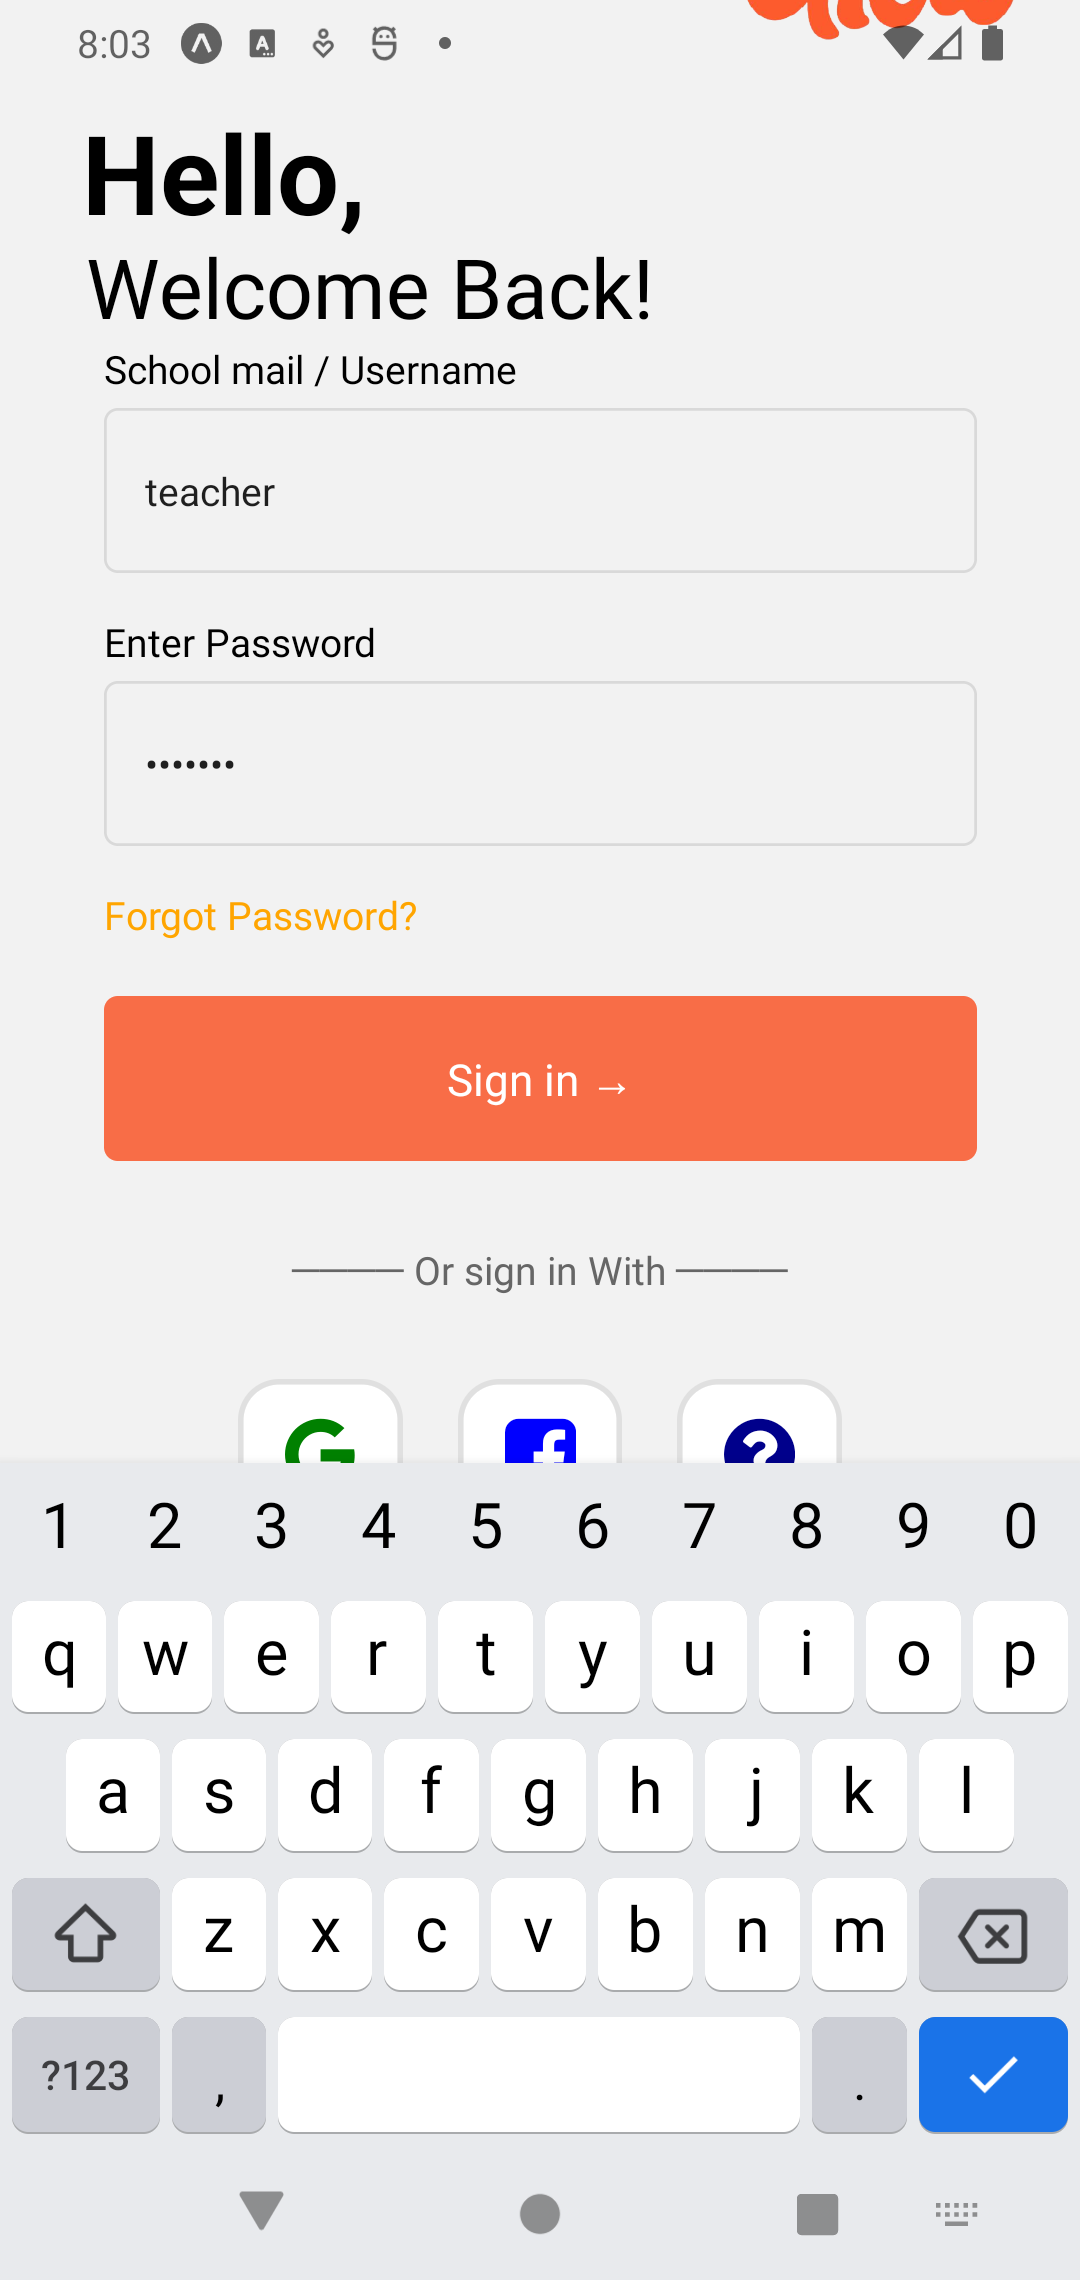 8:03
Hello,
Welcome Back!
School mail / Username
teacher
Enter Password
•••••••
Forgot Password?
Sign in →
Or sign in With
1 2 3 4 5 6 7 8 9 0
q w e r t y u i o p
a s d f g h j k l
z x c v b n m
?123 , .